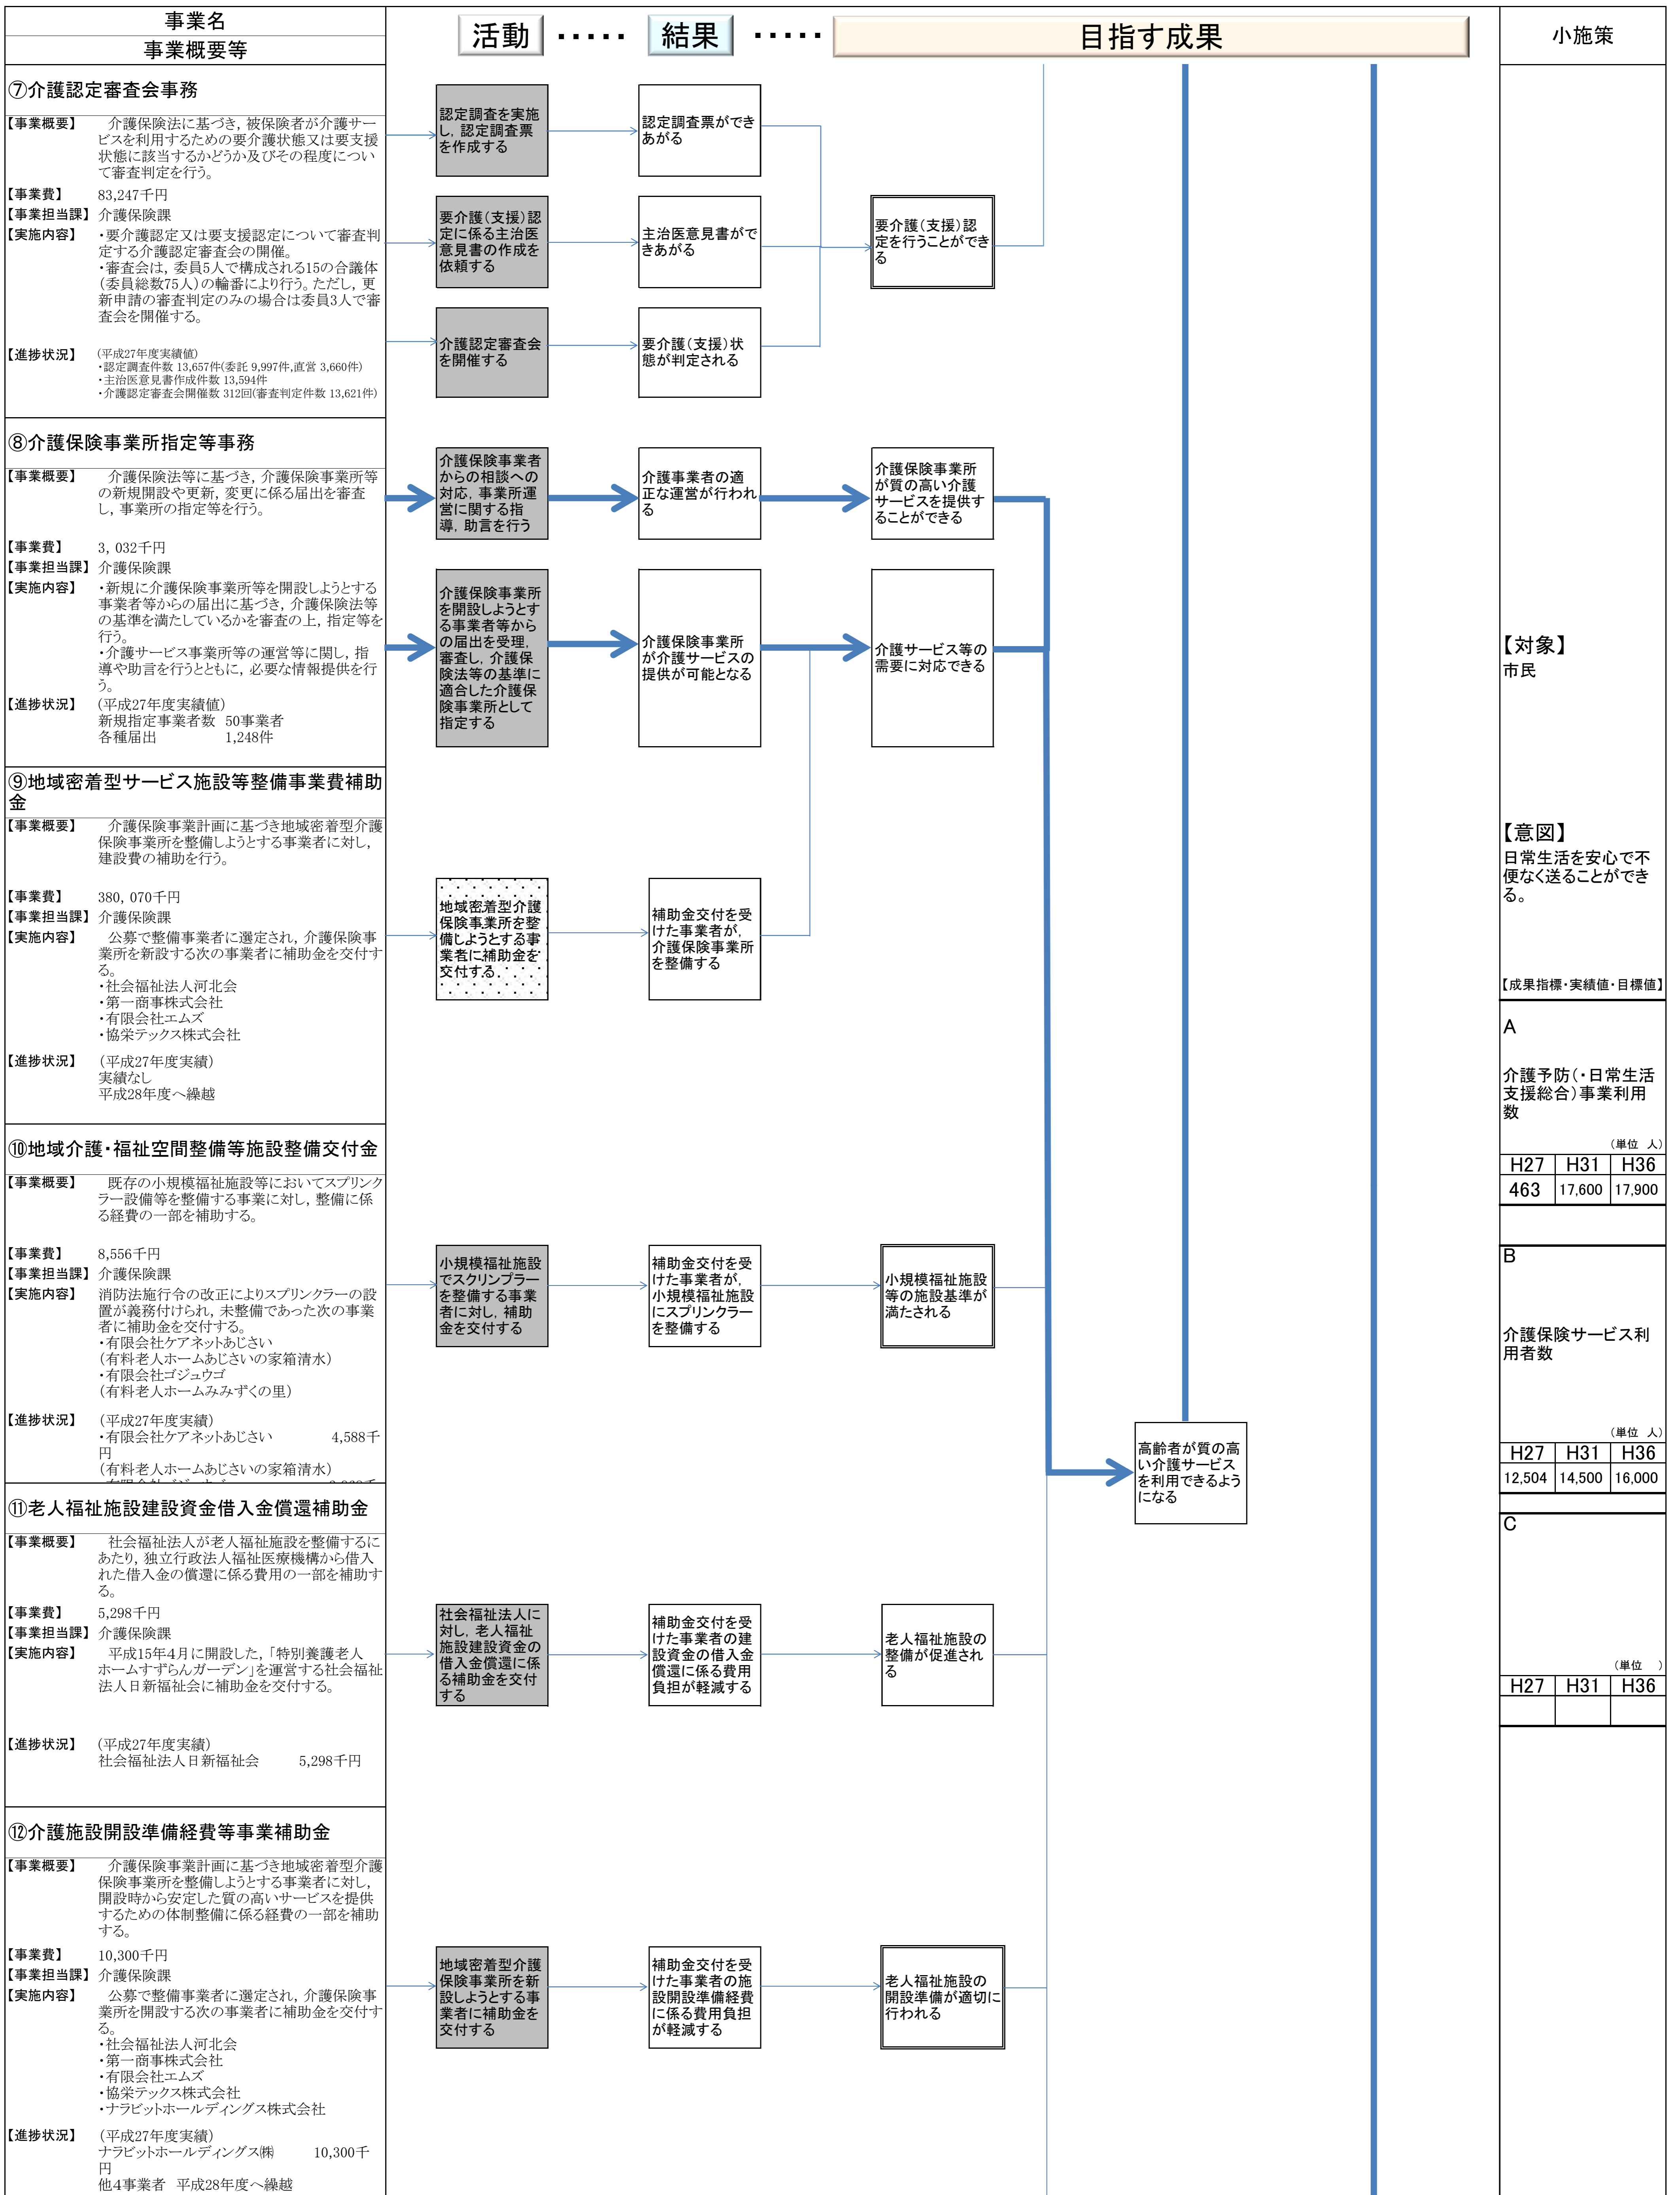 事業名
事業概要等
活動 ・・・・・ 結果 ・・・・・ 目指す成果
小施策
⑦介護認定審査会事務
【事業概要】 介護保険法に基づき，被保険者が介護サー
ビスを利用するための要介護状態又は要支援
状態に該当するかどうか及びその程度につい
て審査判定を行う。
【事業費】 83,247千円
【事業担当課】 介護保険課
【実施内容】 ・要介護認定又は要支援認定について審査判
定する介護認定審査会の開催。
・審査会は，委員5人で構成される15の合議体
（委員総数75人）の輪番により行う。ただし，更
新申請の審査判定のみの場合は委員3人で審
査会を開催する。
【進捗状況】 (平成27年度実績値)
・認定調査件数 13,657件(委託 9,997件,直営 3,660件)
・主治医意見書作成件数 13,594件
・介護認定審査会開催数 312回(審査判定件数 13,621件)
認定調査を実施
し，認定調査票
を作成する
認定調査票ができ
あがる
要介護（支援）認
定に係る主治医
意見書の作成を
依頼する
主治医意見書がで
きあがる
要介護（支援）認
定を行うことができ
る
介護認定審査会
を開催する
要介護（支援）状
態が判定される
⑧介護保険事業所指定等事務
【事業概要】 介護保険法等に基づき，介護保険事業所等
の新規開設や更新，変更に係る届出を審査
し，事業所の指定等を行う。
【事業費】 3，032千円
【事業担当課】 介護保険課
【実施内容】 ・新規に介護保険事業所等を開設しようとする
事業者等からの届出に基づき，介護保険法等
の基準を満たしているかを審査の上，指定等を
行う。
・介護サービス事業所等の運営等に関し，指
導や助言を行うとともに，必要な情報提供を行
う。
【進捗状況】 （平成27年度実績値）
新規指定事業者数 50事業者
各種届出 1,248件
介護保険事業者
からの相談への
対応，事業所運
営に関する指
導，助言を行う
介護事業者の適
正な運営が行われ
る
介護保険事業所
が質の高い介護
サービスを提供す
ることができる
介護保険事業所
を開設しようとす
る事業者等から
の届出を受理，
審査し，介護保
険法等の基準に
適合した介護保
険事業所として
指定する
介護保険事業所
が介護サービスの
提供が可能となる
介護サービス等の
需要に対応できる
⑨地域密着型サービス施設等整備事業費補助
金
【事業概要】 介護保険事業計画に基づき地域密着型介護
保険事業所を整備しようとする事業者に対し，
建設費の補助を行う。
【事業費】 380，070千円
【事業担当課】 介護保険課
【実施内容】 公募で整備事業者に選定され，介護保険事
業所を新設する次の事業者に補助金を交付す
る。
・社会福祉法人河北会
・第一商事株式会社
・有限会社エムズ
・協栄テックス株式会社
【進捗状況】 （平成27年度実績）
実績なし
平成28年度へ繰越
地域密着型介護
保険事業所を整
備しようとする事
業者に補助金を
交付する
補助金交付を受
けた事業者が，
介護保険事業所
を整備する
⑩地域介護・福祉空間整備等施設整備交付金
【事業概要】 既存の小規模福祉施設等においてスプリンク
ラー設備等を整備する事業に対し，整備に係
る経費の一部を補助する。
【事業費】 8,556千円
【事業担当課】 介護保険課
【実施内容】 消防法施行令の改正によりスプリンクラーの設
置が義務付けられ，未整備であった次の事業
者に補助金を交付する。
・有限会社ケアネットあじさい
（有料老人ホームあじさいの家箱清水）
・有限会社ゴジュウゴ
（有料老人ホームみみずくの里）
【進捗状況】 （平成27年度実績）
・有限会社ケアネットあじさい 4,588千
円
（有料老人ホームあじさいの家箱清水）
小規模福祉施設
でスクリンプラー
を整備する事業
者に対し，補助
金を交付する
補助金交付を受
けた事業者が，
小規模福祉施設
にスプリンクラー
を整備する
小規模福祉施設
等の施設基準が
満たされる
高齢者が質の高
い介護サービス
を利用できるよう
になる
⑪老人福祉施設建設資金借入金償還補助金
【事業概要】 社会福祉法人が老人福祉施設を整備するに
あたり，独立行政法人福祉医療機構から借入
れた借入金の償還に係る費用の一部を補助す
る。
【事業費】 5,298千円
【事業担当課】 介護保険課
【実施内容】 平成15年4月に開設した，「特別養護老人
ホームすずらんガーデン」を運営する社会福祉
法人日新福祉会に補助金を交付する。
【進捗状況】 （平成27年度実績）
社会福祉法人日新福祉会 5,298千円
社会福祉法人に
対し，老人福祉
施設建設資金の
借入金償還に係
る補助金を交付
する
補助金交付を受
けた事業者の建
設資金の借入金
償還に係る費用
負担が軽減する
老人福祉施設の
整備が促進され
る
⑫介護施設開設準備経費等事業補助金
【事業概要】 介護保険事業計画に基づき地域密着型介護
保険事業所を整備しようとする事業者に対し，
開設時から安定した質の高いサービスを提供
するための体制整備に係る経費の一部を補助
する。
【事業費】 10,300千円
【事業担当課】 介護保険課
【実施内容】 公募で整備事業者に選定され，介護保険事
業所を開設する次の事業者に補助金を交付す
る。
・社会福祉法人河北会
・第一商事株式会社
・有限会社エムズ
・協栄テックス株式会社
・ナラビットホールディングス株式会社
【進捗状況】 （平成27年度実績）
ナラビットホールディングス㈱ 10,300千
円
他4事業者 平成28年度へ繰越
地域密着型介護
保険事業所を新
設しようとする事
業者に補助金を
交付する
補助金交付を受
けた事業者の施
設開設準備経費
に係る費用負担
が軽減する
老人福祉施設の
開設準備が適切に
行われる
【対象】
市民
【意図】
日常生活を安心で不
便なく送ることができ
る。
【成果指標・実績値・目標値】
A
介護予防（・日常生活
支援総合）事業利用
数
（単位 人）
H27 H31 H36
463 17,600 17,900
B
介護保険サービス利
用者数
（単位 人）
H27 H31 H36
12,504 14,500 16,000
C
（単位 ）
H27 H31 H36